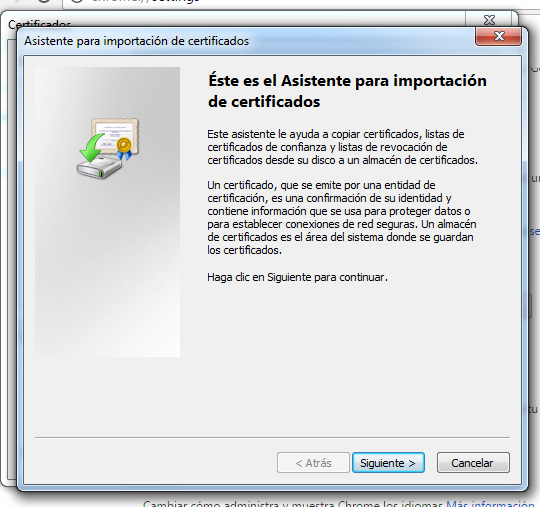 Certificados
Asistente para importación de certificados
Éste es el Asistente para importación
de certificados
Este asistente le ayuda a copiar certificados, listas de
certificados de confianza y listas de revocación de
certificados desde su disco a un almacén de certificados.
Un certificado, que se emite por una entidad de
certificación, es una confirmación de su identidad y
contiene información que se usa para proteger datos o
para establecer conexiones de red seguras. Un almacén
de certificados es el área del sistema donde se guardan
los certificados.
Haga clic en Siguiente para continuar.
< Atrás
Siguiente >
Cancelar
Cambiar cómo administra y muestra Chrome los idiomas Más información